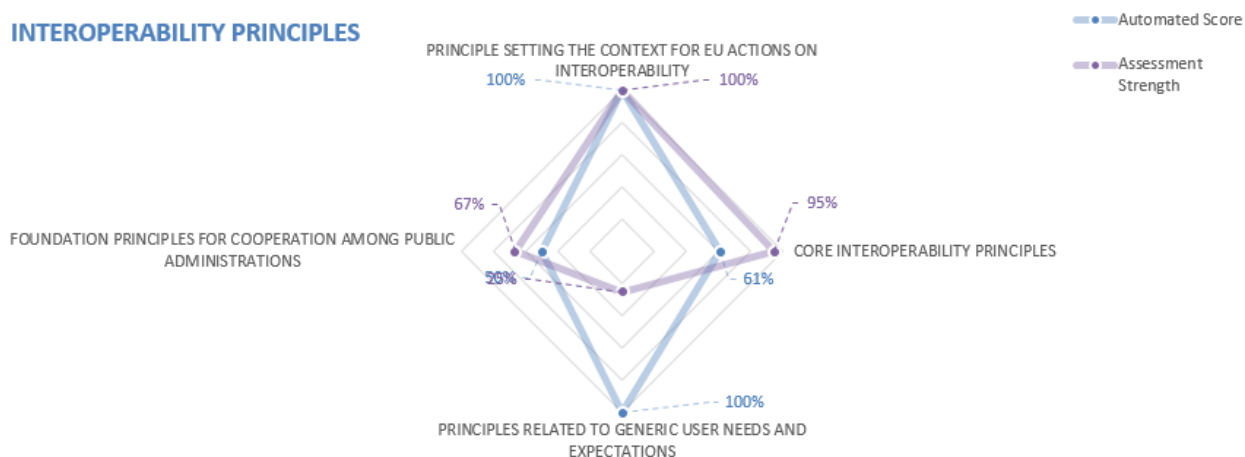 INTEROPERABILITY PRINCIPLES
Automated Score
Assessment
Strength
PRINCIPLE SETTING THE CONTEXT FOR EU ACTIONS ON
INTEROPERABILITY
100%
100%
67%
95%
FOUNDATION PRINCIPLES FOR COOPERATION AMONG PUBLIC
ADMINISTRATIONS
CORE INTEROPERABILITY PRINCIPLES
50%
25%
61%
100%
PRINCIPLES RELATED TO GENERIC USER NEEDS AND
EXPECTATIONS